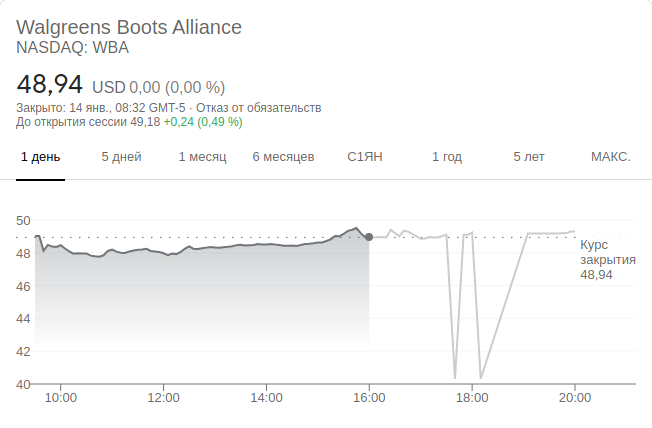 Walgreens Boots Alliance
NASDAQ: WBA
48,94 USD 0,00 (0,00 %)
Закрыто: 14 янв., 08:32 GMT-5 · Отказ от обязательств
До открытия сессии 49,18 +0,24 (0,49 %)
1 день 5 дней 1 месяц 6 месяцев С1ЯН 1 год 5 лет МАКС.
50
48
46
44
42
40
Курс
закрытия
48,94
10:00 12:00 14:00 16:00 18:00 20:00